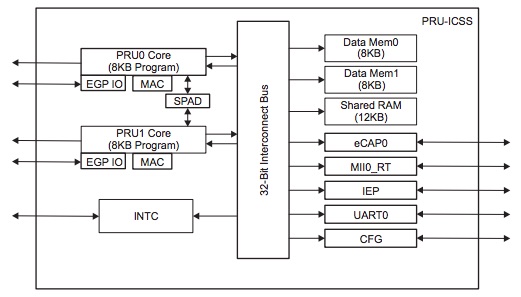 PRU-ICSS
PRU0 Core
(8KB Program)
EGP IO
MAC
SPAD
PRU1 Core
(8KB Program)
EGP IO
MAC
INTC
32-Bit Interconnect Bus
Data Mem0
(8KB)
Data Mem1
(8KB)
Shared RAM
(12KB)
eCAP0
MII0_RT
IEP
UART0
CFG